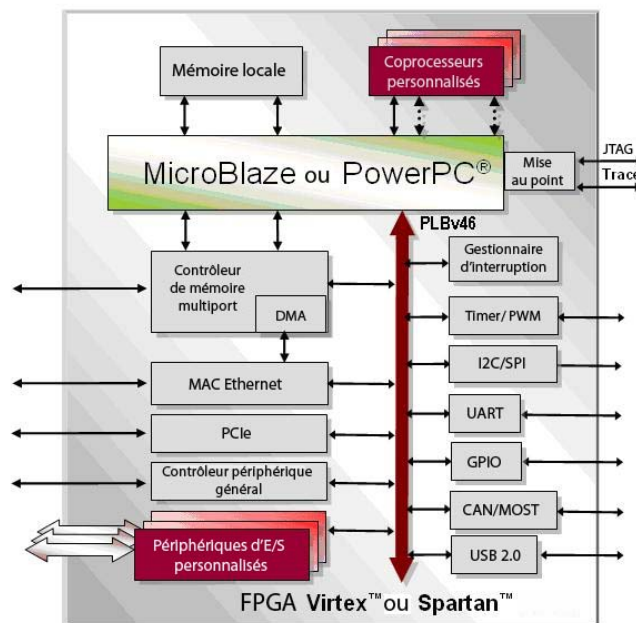 Mémoire locale
Coprocesseurs
personnalisés
MicroBlaze ou PowerPC®
Mise
au point
JTAG
Trace
PLBv46
Contrôleur
de mémoire
multiport
DMA
Gestionnaire
d'interruption
Timer/ PWM
MAC Ethernet
I2C/SPI
PCIe
UART
Contrôleur périphérique
général
GPIO
Périphériques d'E/S
personnalisés
CAN/MOST
USB 2.0
FPGA Virtex™ ou Spartan™